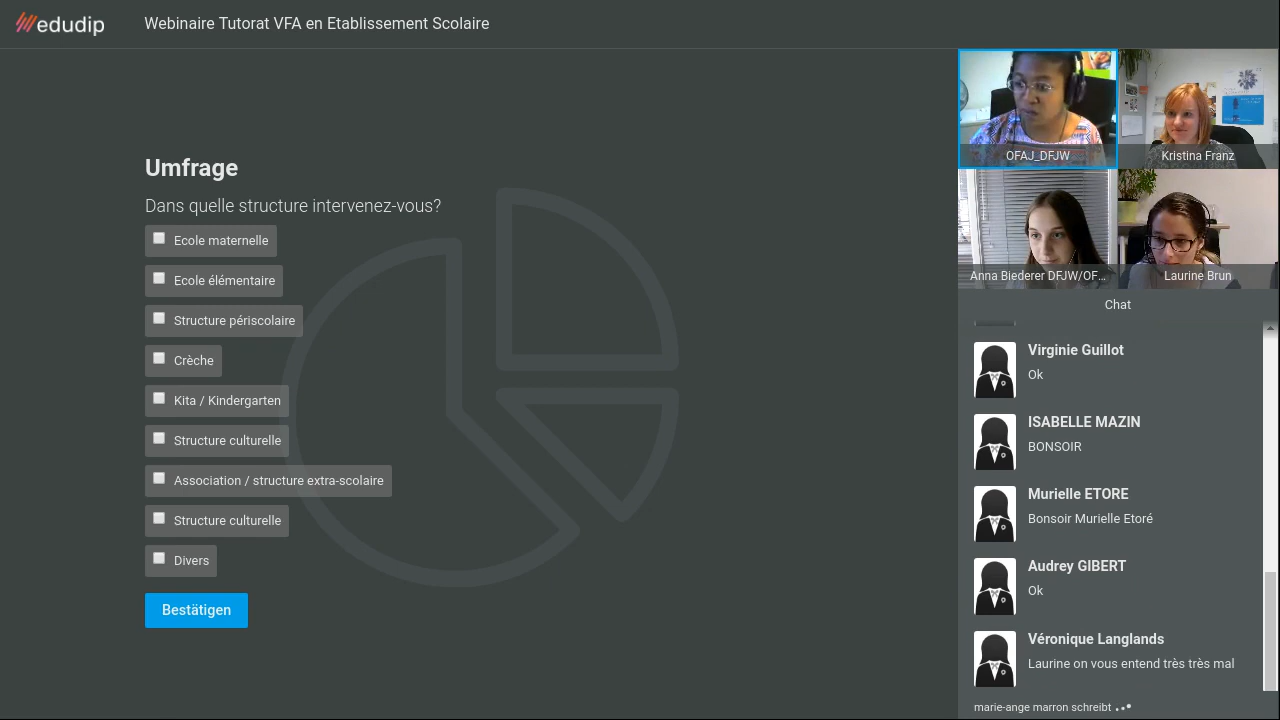 edudip
Webinaire Tutorat VFA en Etablissement Scolaire
Umfrage
Dans quelle structure intervenez-vous?
Ecole maternelle
Ecole élémentaire
Structure périscolaire
Crèche
Kita / Kindergarten
Structure culturelle
Association / structure extra-scolaire
Structure culturelle
Divers
Bestätigen
OFAJ_DFJW
Kristina Franz
Anna Biederer DFJW/OF...
Laurine Brun
Chat
Virginie Guillot
Ok
ISABELLE MAZIN
BONSOIR
Murielle ETORE
Bonsoir Murielle Etoré
Audrey GIBERT
Ok
Véronique Langlands
Laurine on vous entend très très mal
marie-ange marron schreibt